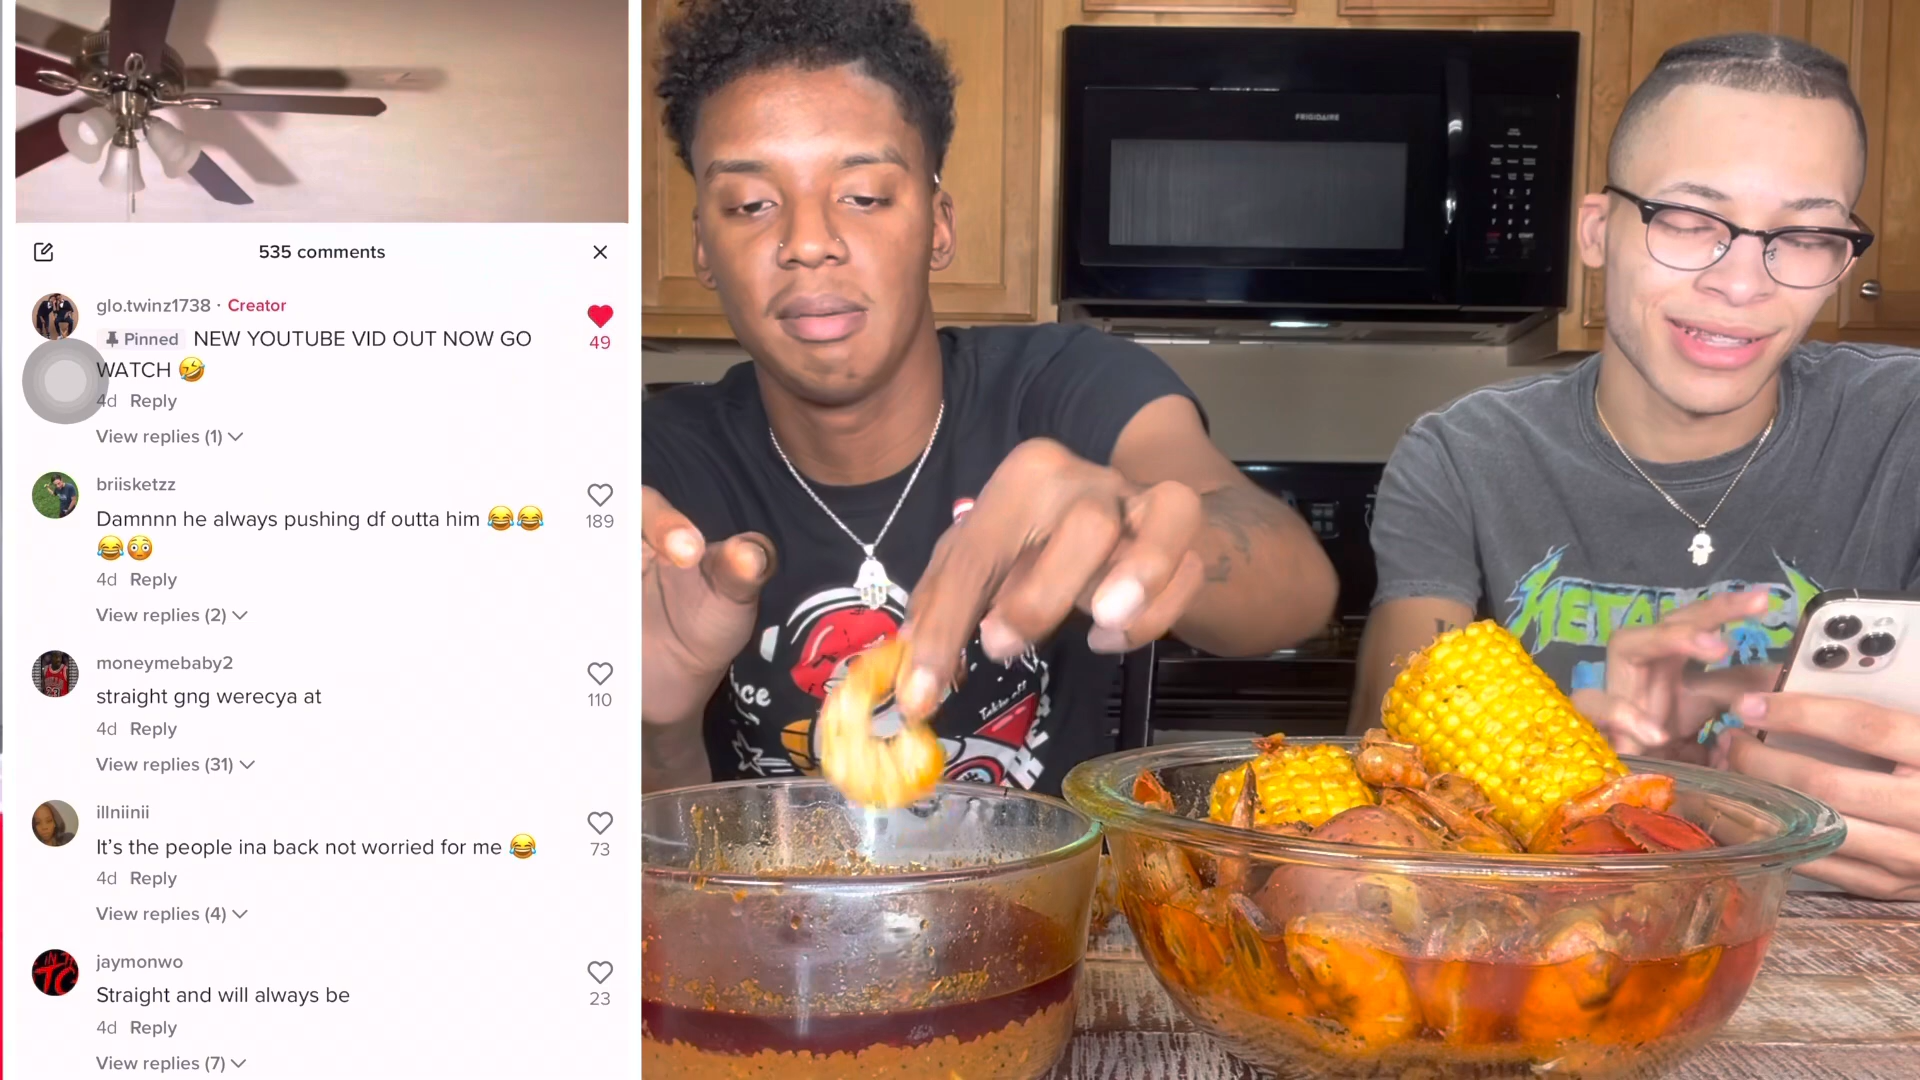 535 comments
glo.twinz1738 · Creator
Pinned NEW YOUTUBE VID OUT NOW GO
WATCH 🤣
4d Reply
View replies (1)
49
briisketzz
Damnnn he always pushing df outta him 😂😂
😂😳
4d Reply
View replies (2)
189
moneymebaby2
straight gng werecya at
4d Reply
View replies (31)
110
illniinii
It's the people ina back not worried for me 😂
4d Reply
View replies (4)
73
jaymonwo
Straight and will always be
4d Reply
View replies (7)
23
FRIGIDAIRE